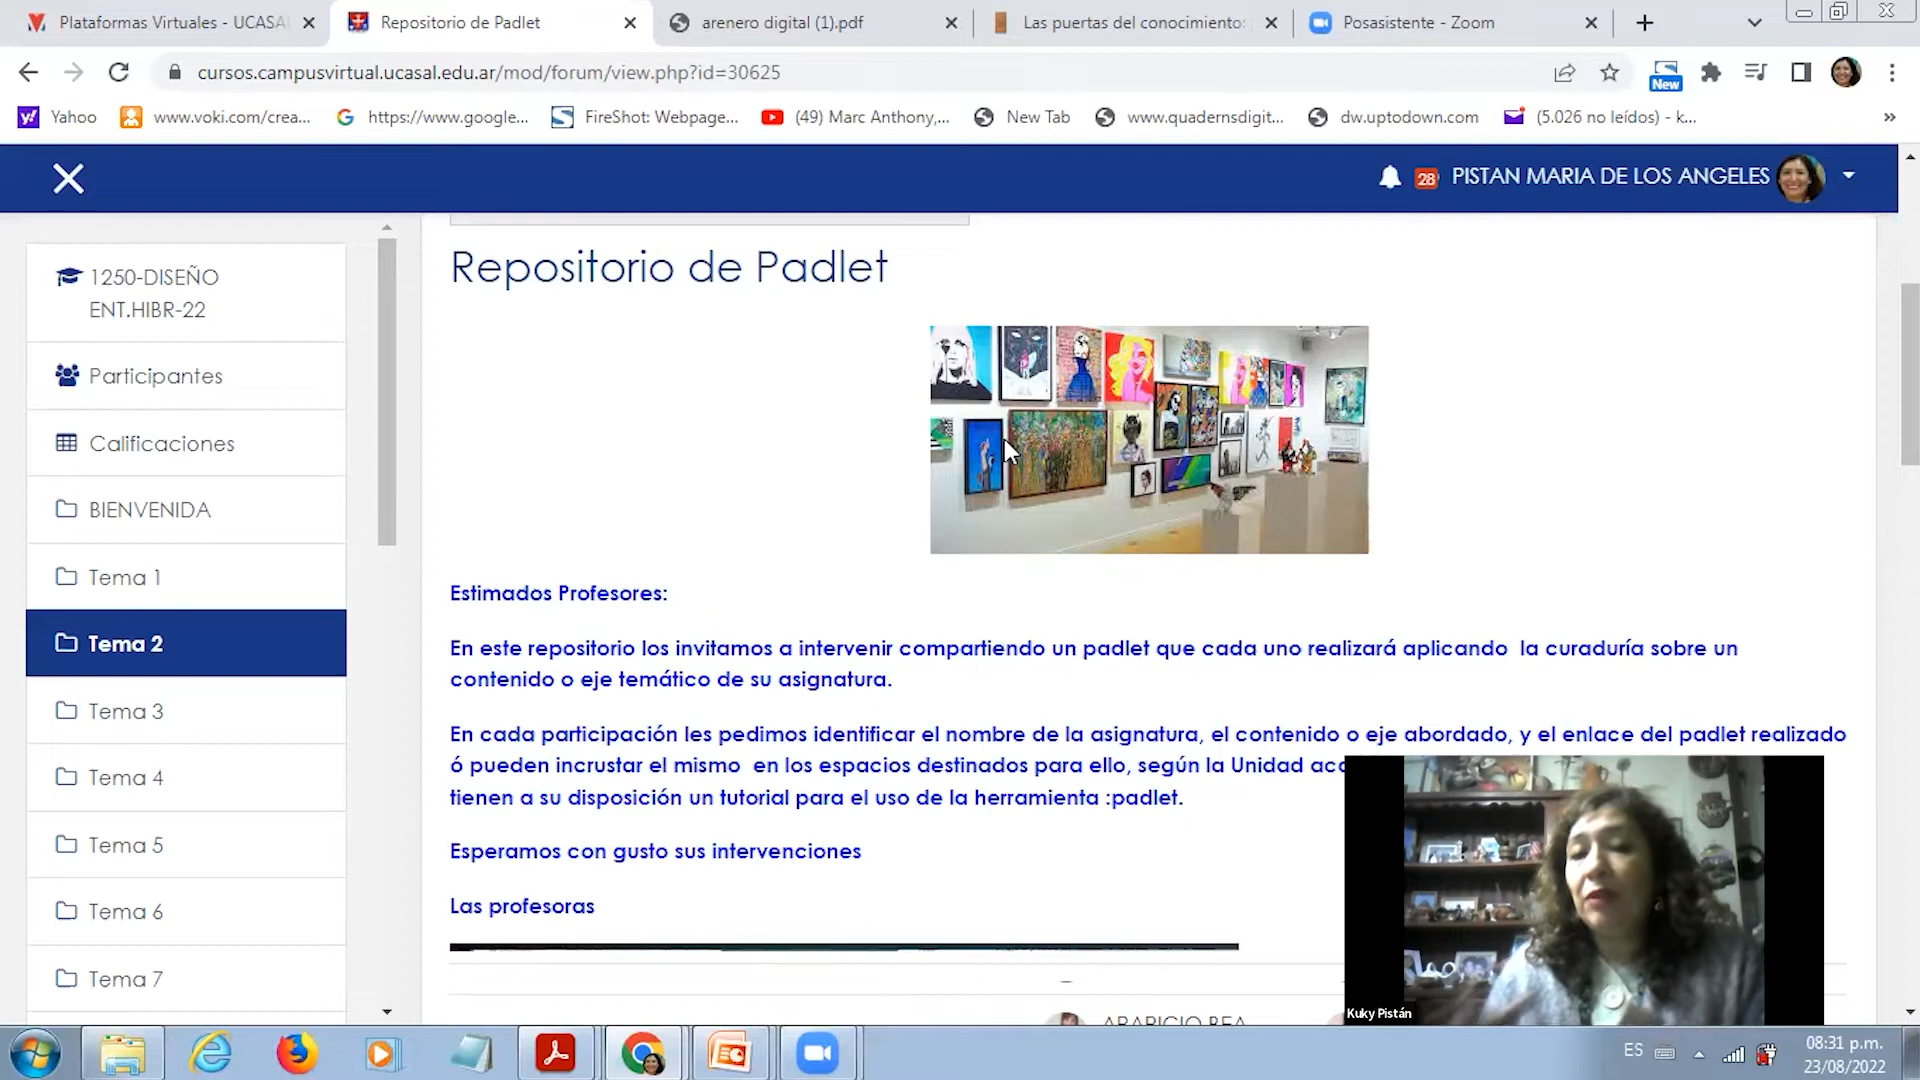 Plataformas Virtuales - UCASAL
Repositorio de Padlet
arenero digital (1).pdf
Las puertas del conocimiento:
Posasistente - Zoom
cursos.campusvirtual.ucasal.edu.ar/mod/forum/view.php?id=30625
New
Yahoo
www.voki.com/crea...
https://www.google...
FireShot: Webpage...
(49) Marc Anthony,...
New Tab
www.quadernsdigit...
dw.uptodown.com
(5.026 no leídos) - k...
28
PISTAN MARIA DE LOS ANGELES
1250-DISEÑO
ENT.HIBR-22
Participantes
Calificaciones
BIENVENIDA
Tema 1
Tema 2
Tema 3
Tema 4
Tema 5
Tema 6
Tema 7
Repositorio de Padlet
Estimados Profesores:
En este repositorio los invitamos a intervenir compartiendo un padlet que cada uno realizará aplicando la curaduría sobre un
contenido o eje temático de su asignatura.
En cada participación les pedimos identificar el nombre de la asignatura, el contenido o eje abordado, y el enlace del padlet realizado
ó pueden incrustar el mismo en los espacios destinados para ello, según la Unidad
tienen a su disposición un tutorial para el uso de la herramienta :padlet.
Esperamos con gusto sus intervenciones
Las profesoras
APARICIO BEA
Kuky Pistán
ES
08:31 p.m.
23/08/2022